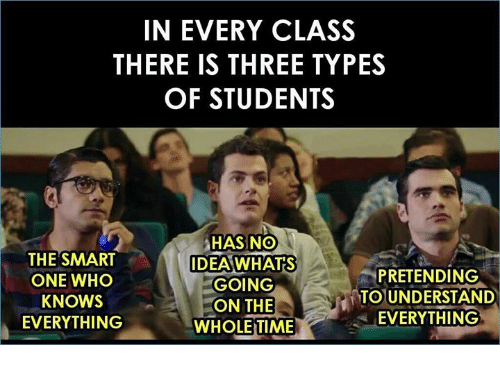 IN EVERY CLASS
THERE IS THREE TYPES
OF STUDENTS
THE SMART
ONE WHO
KNOWS
EVERYTHING
HAS NO
IDEA WHAT'S
GOING
ON THE
WHOLE TIME
PRETENDING
TO UNDERSTAND
EVERYTHING